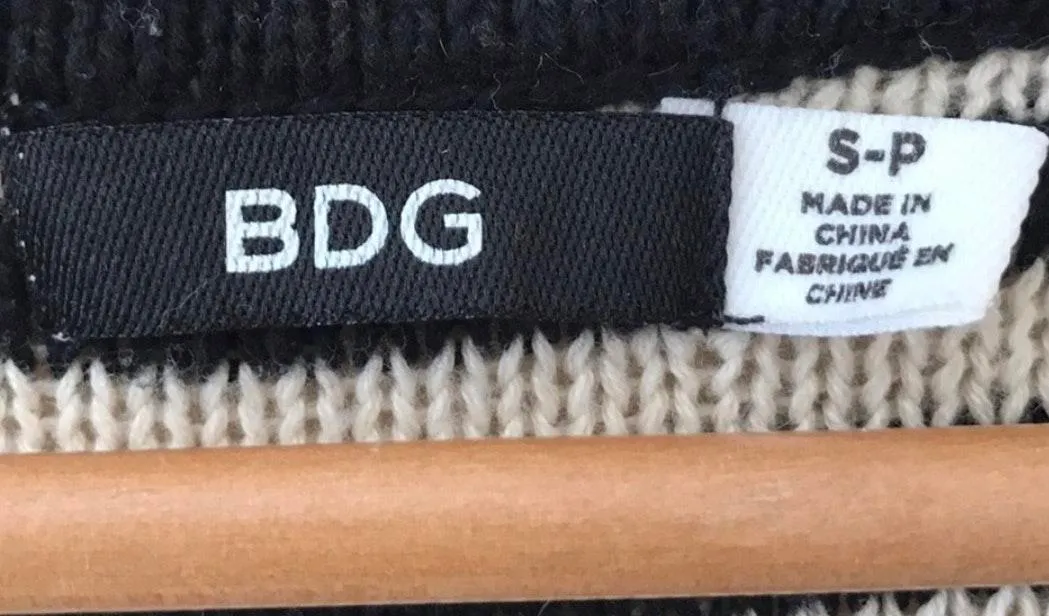 BDG
S-P
MADE IN
CHINA
FABRIQUÉ EN
CHINE